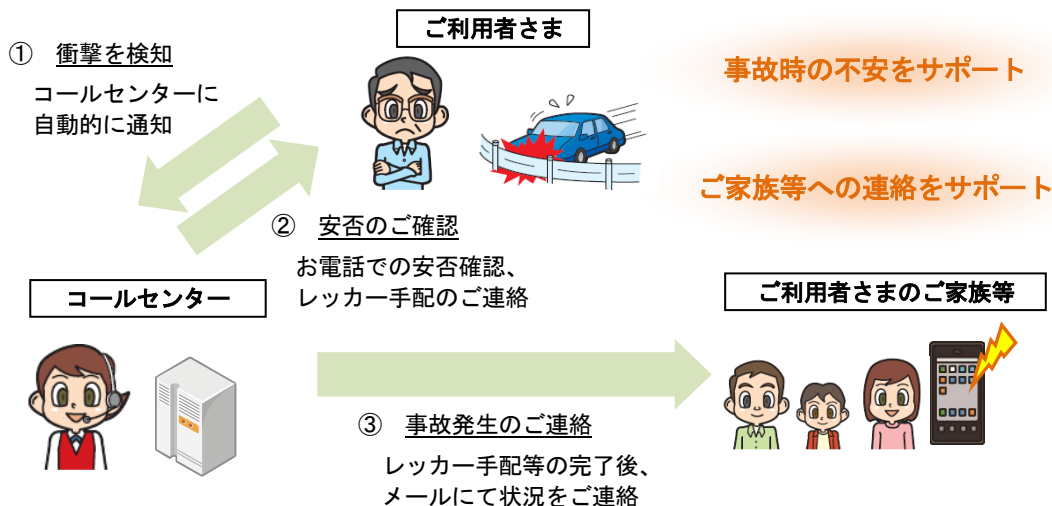 ご利用者さま
① 衝撃を検知
コールセンターに
自動的に通知
事故時の不安をサポート
ご家族等への連絡をサポート
② 安否のご確認
お電話での安否確認、
レッカー手配のご連絡
コールセンター
ご利用者さまのご家族等
③ 事故発生のご連絡
レッカー手配等の完了後、
メールにて状況をご連絡